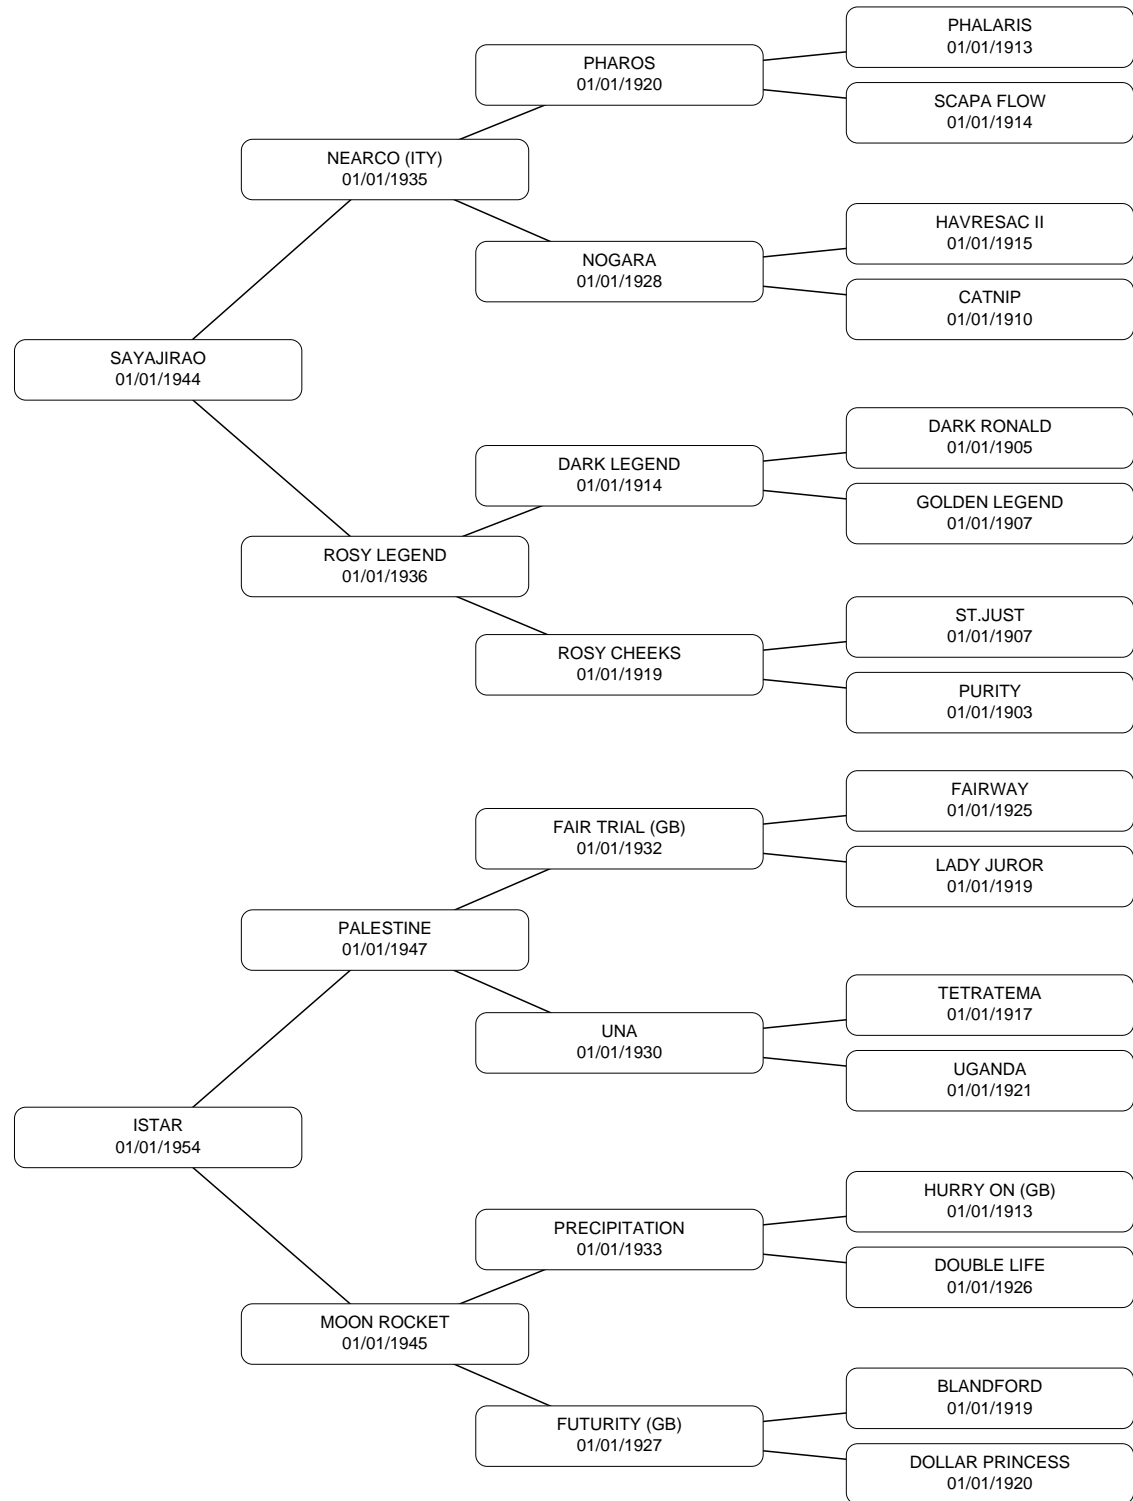 PHALARIS
01/01/1913
PHAROS
01/01/1920
SCAPA FLOW
01/01/1914
NEARCO (ITY)
01/01/1935
HAVRESAC II
01/01/1915
NOGARA
01/01/1928
CATNIP
01/01/1910
SAYAJIRAO
01/01/1944
DARK RONALD
01/01/1905
DARK LEGEND
01/01/1914
GOLDEN LEGEND
01/01/1907
ROSY LEGEND
01/01/1936
ST.JUST
01/01/1907
ROSY CHEEKS
01/01/1919
PURITY
01/01/1903
FAIRWAY
01/01/1925
FAIR TRIAL (GB)
01/01/1932
LADY JUROR
01/01/1919
PALESTINE
01/01/1947
TETRATEMA
01/01/1917
UNA
01/01/1930
UGANDA
01/01/1921
ISTAR
01/01/1954
HURRY ON (GB)
01/01/1913
PRECIPITATION
01/01/1933
DOUBLE LIFE
01/01/1926
MOON ROCKET
01/01/1945
BLANDFORD
01/01/1919
FUTURITY (GB)
01/01/1927
DOLLAR PRINCESS
01/01/1920